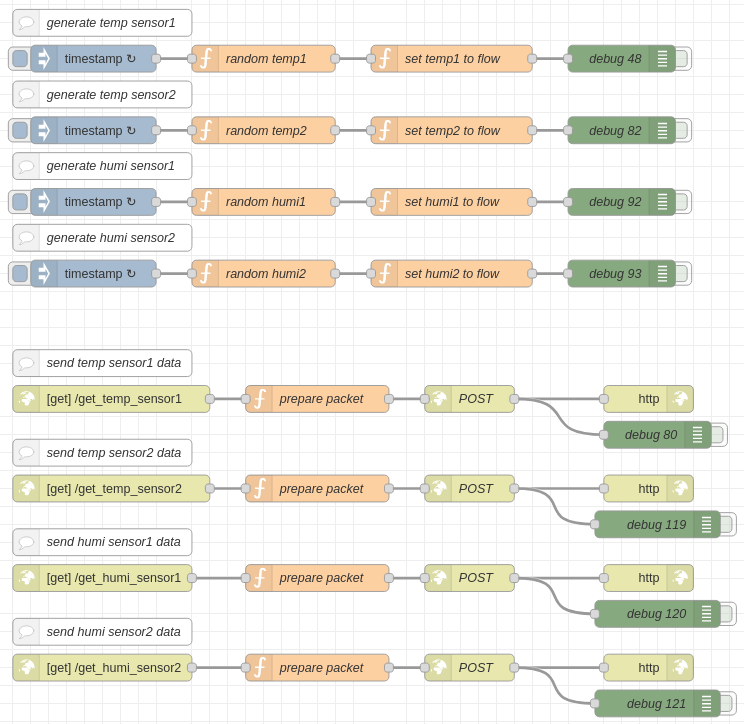 generate temp sensor1
timestamp ↻ random temp1 set temp1 to flow debug 48
generate temp sensor2
timestamp ↻ random temp2 set temp2 to flow debug 82
generate humi sensor1
timestamp ↻ random humi1 set humi1 to flow debug 92
generate humi sensor2
timestamp ↻ random humi2 set humi2 to flow debug 93
send temp sensor1 data
[get] /get_temp_sensor1 prepare packet POST http
debug 80
send temp sensor2 data
[get] /get_temp_sensor2 prepare packet POST http
debug 119
send humi sensor1 data
[get] /get_humi_sensor1 prepare packet POST http
debug 120
send humi sensor2 data
[get] /get_humi_sensor2 prepare packet POST http
debug 121